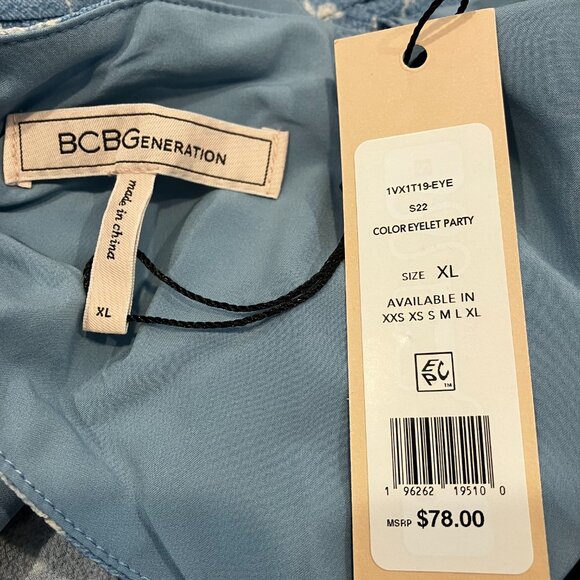 BCBGENERATION
made in china
XL
1VX1T19-EYE
S22
COLOR EYELET PARTY
SIZE XL
AVAILABLE IN
XXS XS S M L XL
EPC™
1 96262 19510 0
MSRP $78.00